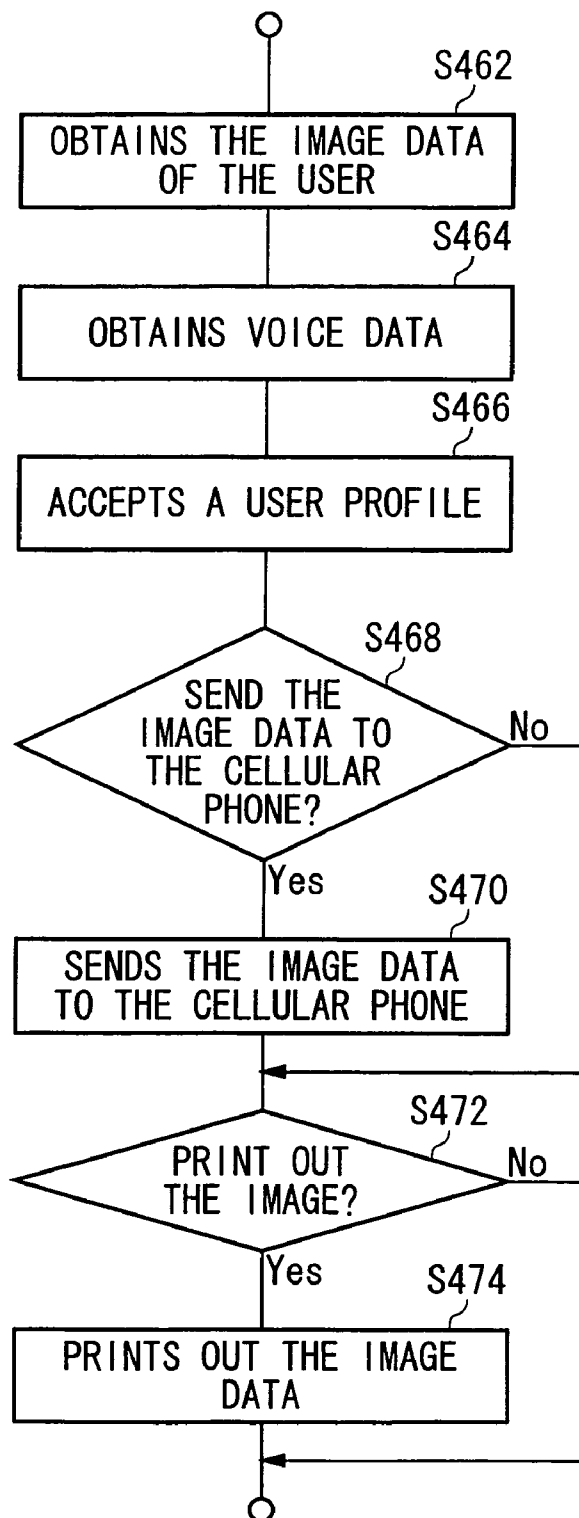 S462
OBTAINS THE IMAGE DATA
OF THE USER
S464
OBTAINS VOICE DATA
S466
ACCEPTS A USER PROFILE
S468
SEND THE
IMAGE DATA TO
THE CELLULAR
PHONE?
No
Yes
S470
SENDS THE IMAGE DATA
TO THE CELLULAR PHONE
S472
PRINT OUT
THE IMAGE?
No
Yes
S474
PRINTS OUT THE IMAGE
DATA